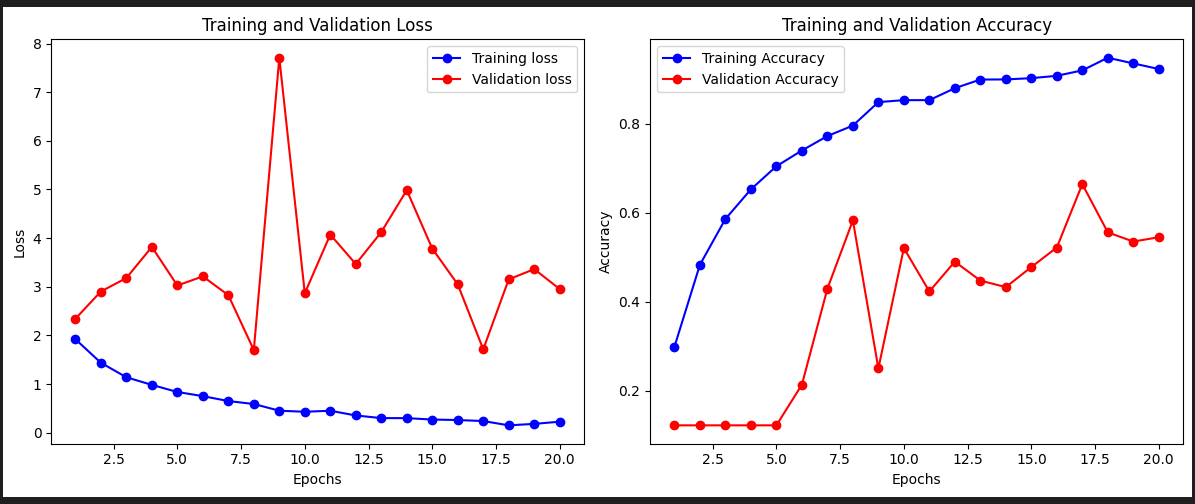 Training and Validation Loss
8
7
6
5
4
3
2
1
0
Loss
Training loss
Validation loss
2.5 5.0 7.5 10.0 12.5 15.0 17.5 20.0
Epochs
Training and Validation Accuracy
0.8
0.6
0.4
0.2
Accuracy
Training Accuracy
Validation Accuracy
2.5 5.0 7.5 10.0 12.5 15.0 17.5 20.0
Epochs